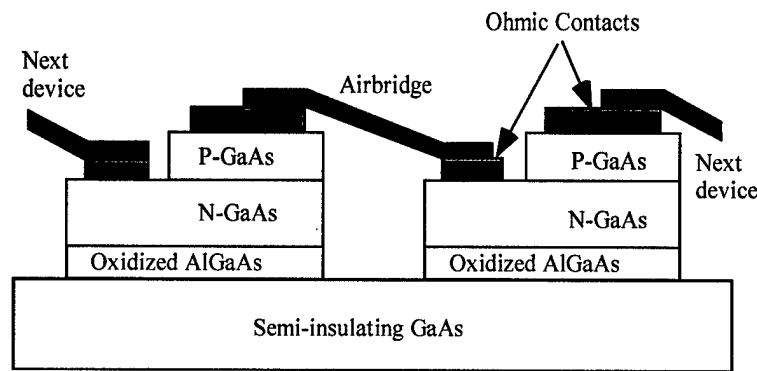 Ohmic Contacts
Next
device
Airbridge
P-GaAs
P-GaAs
Next
device
N-GaAs
N-GaAs
Oxidized AlGaAs
Oxidized AlGaAs
Semi-insulating GaAs